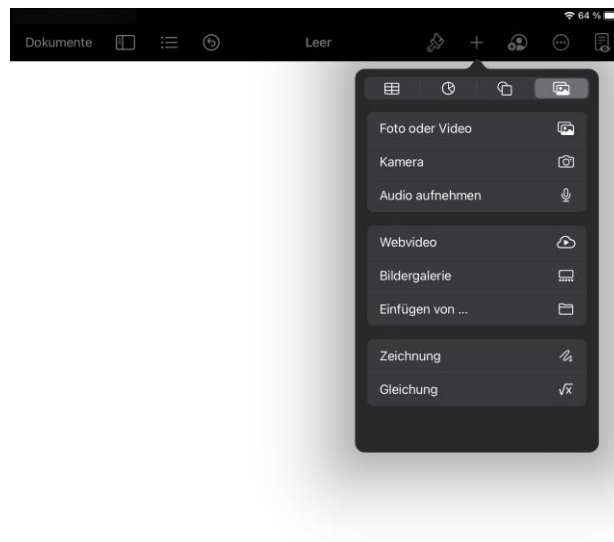 64 %
Dokumente Leer
Foto oder Video
Kamera
Audio aufnehmen
Webvideo
Bildergalerie
Einfügen von ...
Zeichnung
Gleichung
√x